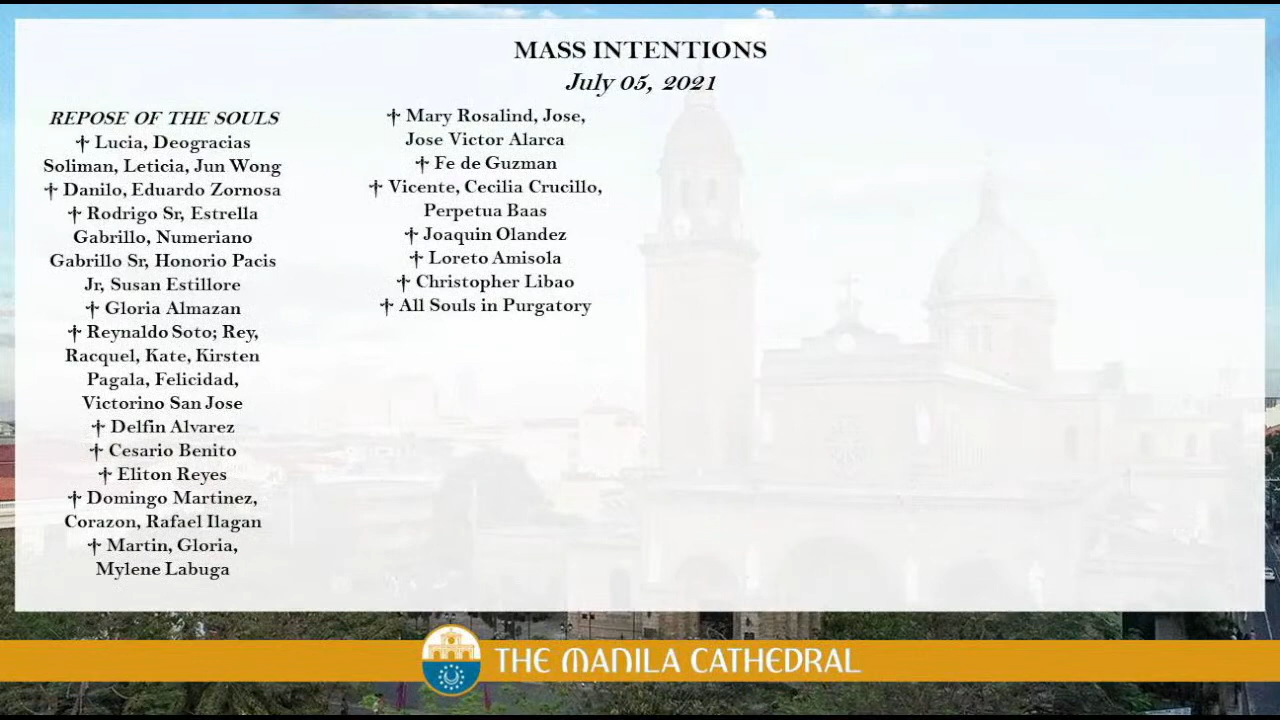 MASS INTENTIONS
July 05, 2021
REPOSE OF THE SOULS
☩ Lucia, Deogracias
Soliman, Leticia, Jun Wong
☩ Danilo, Eduardo Zornosa
☩ Rodrigo Sr, Estrella
Gabrillo, Numeriano
Gabrillo Sr, Honorio Pacis
Jr, Susan Estillore
☩ Gloria Almazan
☩ Reynaldo Soto; Rey,
Racquel, Kate, Kirsten
Pagala, Felicidad,
Victorino San Jose
☩ Delfin Alvarez
☩ Cesario Benito
☩ Eliton Reyes
☩ Domingo Martinez,
Corazon, Rafael Ilagan
☩ Martin, Gloria,
Mylene Labuga
☩ Mary Rosalind, Jose,
Jose Victor Alarca
☩ Fe de Guzman
☩ Vicente, Cecilia Crucillo,
Perpetua Baas
☩ Joaquin Olandez
☩ Loreto Amisola
☩ Christopher Libao
☩ All Souls in Purgatory
THE MANILA CATHEDRAL